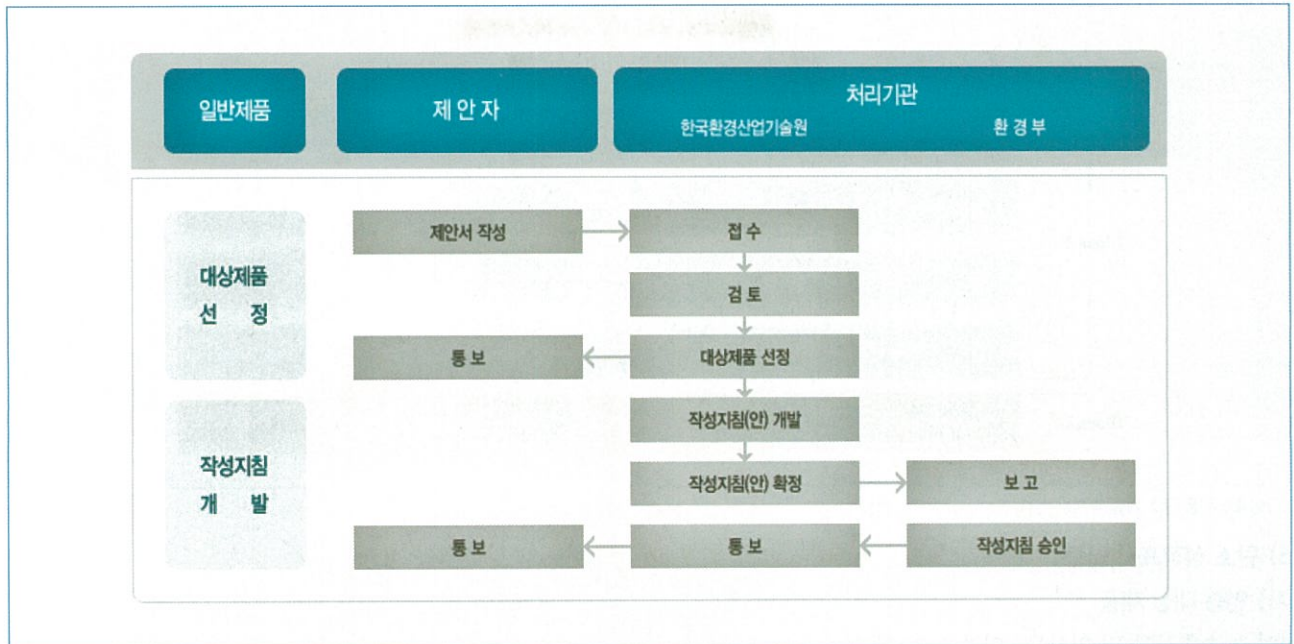 일반제품
제 안 자
처리기관
한국환경산업기술원
환 경 부
대상제품
선 정
제안서 작성
접 수
검 토
통 보
대상제품 선정
작성지침
개 발
작성지침(안) 개발
작성지침(안) 확정
보 고
통 보
통 보
작성지침 승인